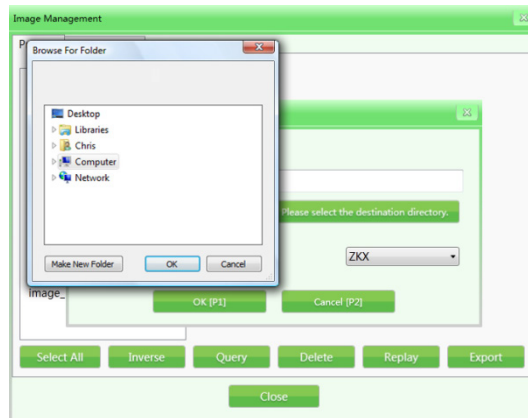 Image Management
Browse For Folder
Desktop
Libraries
Chris
Computer
Network
Please select the destination directory.
Make New Folder
OK
Cancel
ZKX
image_
OK [P1]
Cancel [P2]
Select All
Inverse
Query
Delete
Replay
Export
Close